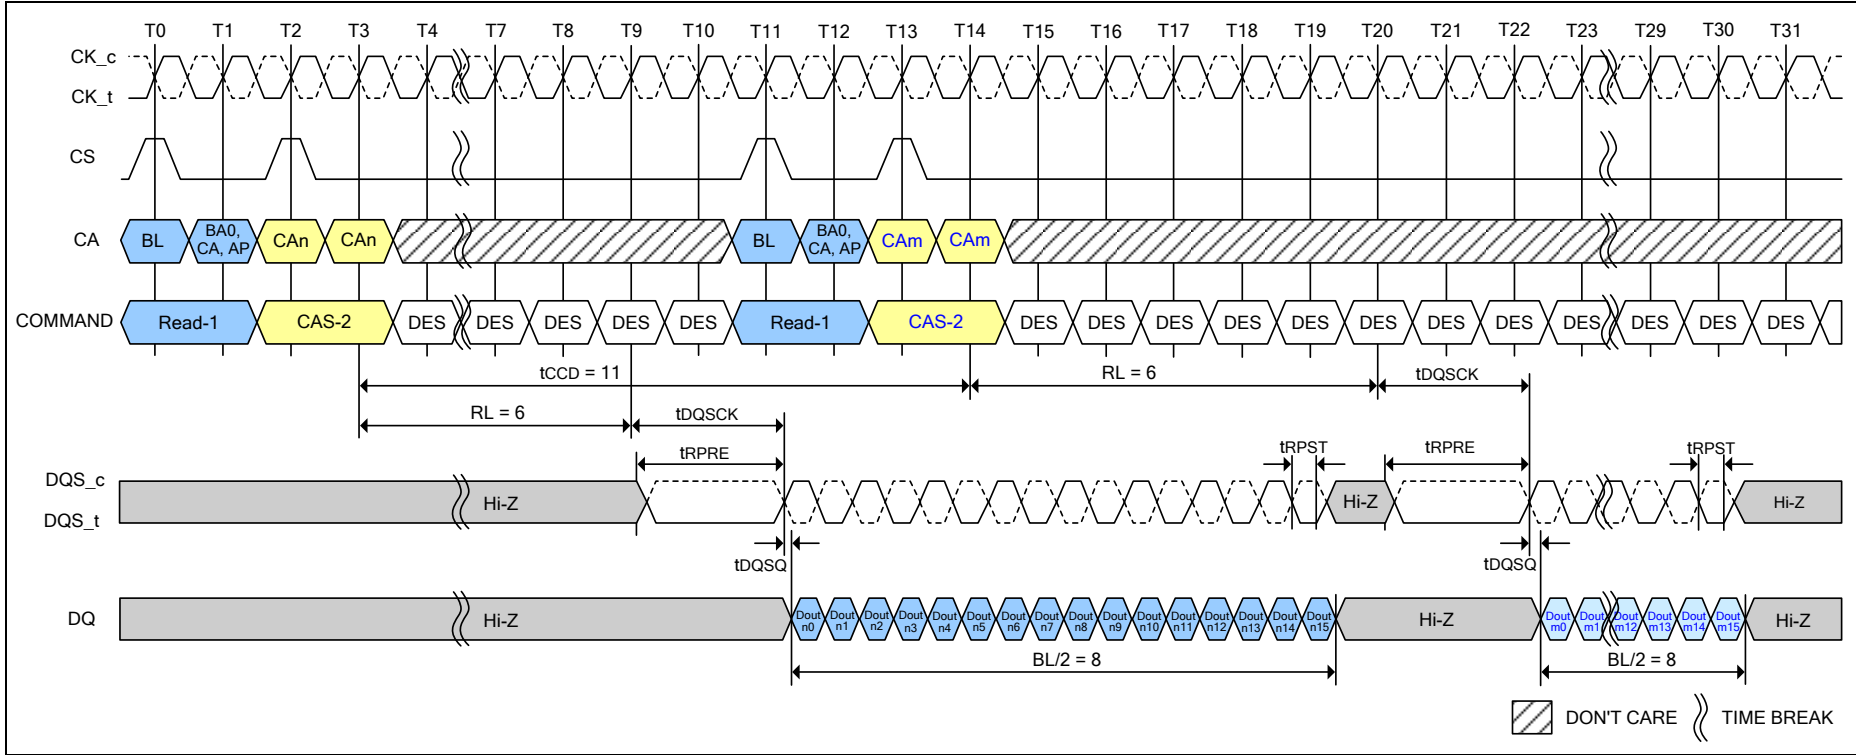 T0 T1 T2 T3 T4 T7 T8 T9 T10 T11 T12 T13 T14 T15 T16 T17 T18 T19 T20 T21 T22 T23 T29 T30 T31
CK_c
CK_t
CS
CA BL BA0, CA, AP CAn CAn BL BA0, CA, AP CAm CAm
COMMAND Read-1 CAS-2 DES DES DES DES DES Read-1 CAS-2 DES DES DES DES DES DES DES DES DES DES DES DES
tCCD = 11 RL = 6 tDQSCK
RL = 6 tDQSCK
tRPRE tRPST tRPRE tRPST
DQS_c
Hi-Z Hi-Z Hi-Z
DQS_t
tDQSQ tDQSQ
DQ Hi-Z Dout n0 Dout n1 Dout n2 Dout n3 Dout n4 Dout n5 Dout n6 Dout n7 Dout n8 Dout n9 Dout n10 Dout n11 Dout n12 Dout n13 Dout n14 Dout n15 Hi-Z Dout m0 Dout m1 Dout m12 Dout m13 Dout m14 Dout m15 Hi-Z
BL/2 = 8 BL/2 = 8
DON'T CARE TIME BREAK